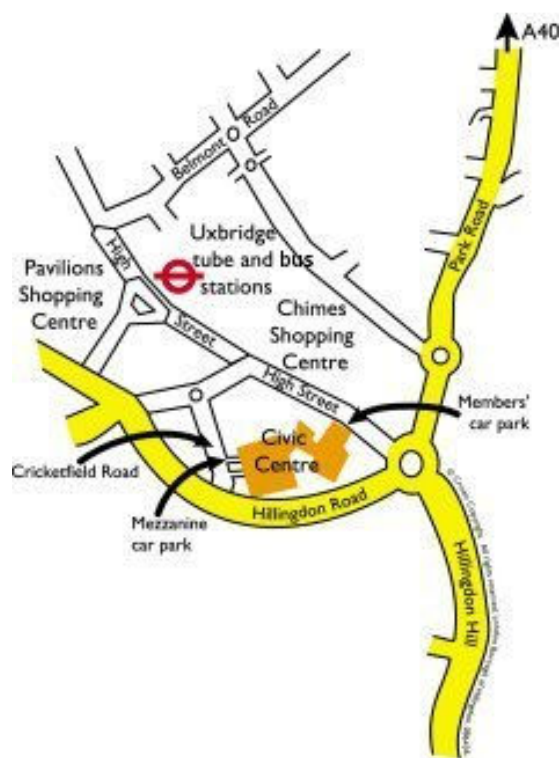 A40
Belmont Road
Park Road
High
Street
Uxbridge
tube and bus
stations
Pavilions
Shopping
Centre
Chimes
Shopping
Centre
High Street
Members'
car park
Civic
Centre
Cricketfield Road
Mezzanine
car park
Hillingdon Road
Hillingdon Hill